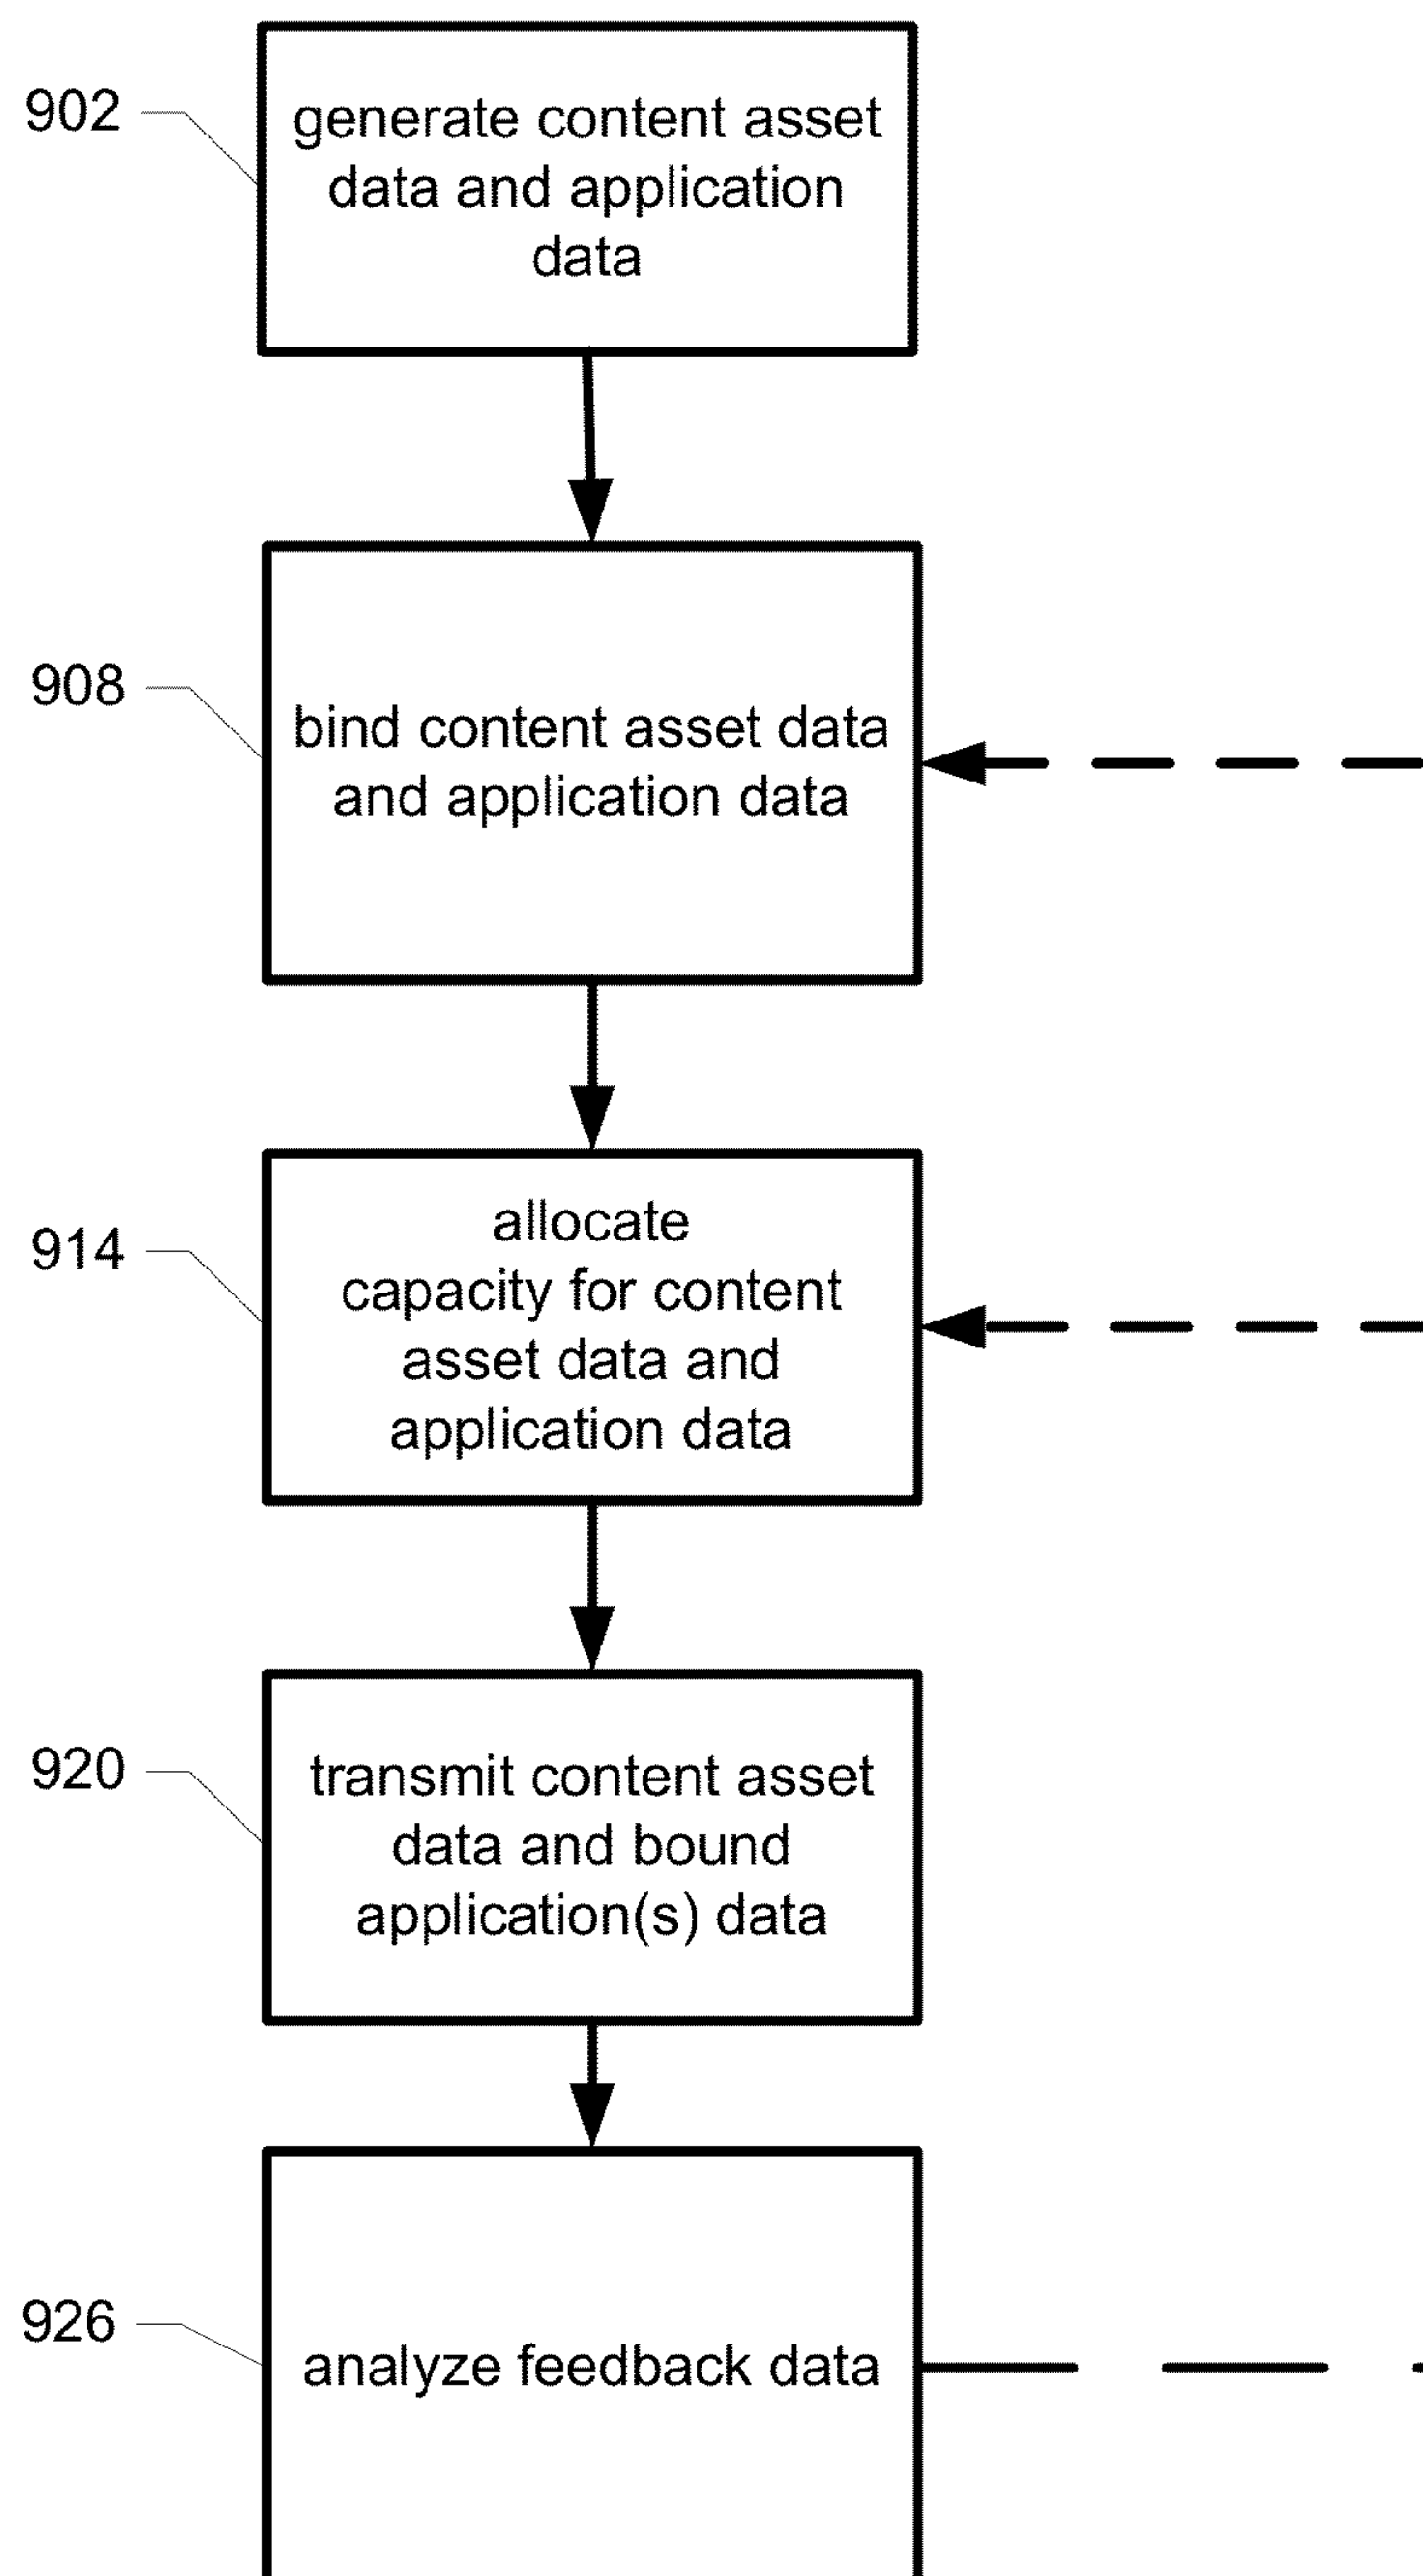 902
generate content asset
data and application
data
908
bind content asset data
and application data
914
allocate
capacity for content
asset data and
application data
920
transmit content asset
data and bound
application(s) data
926
analyze feedback data